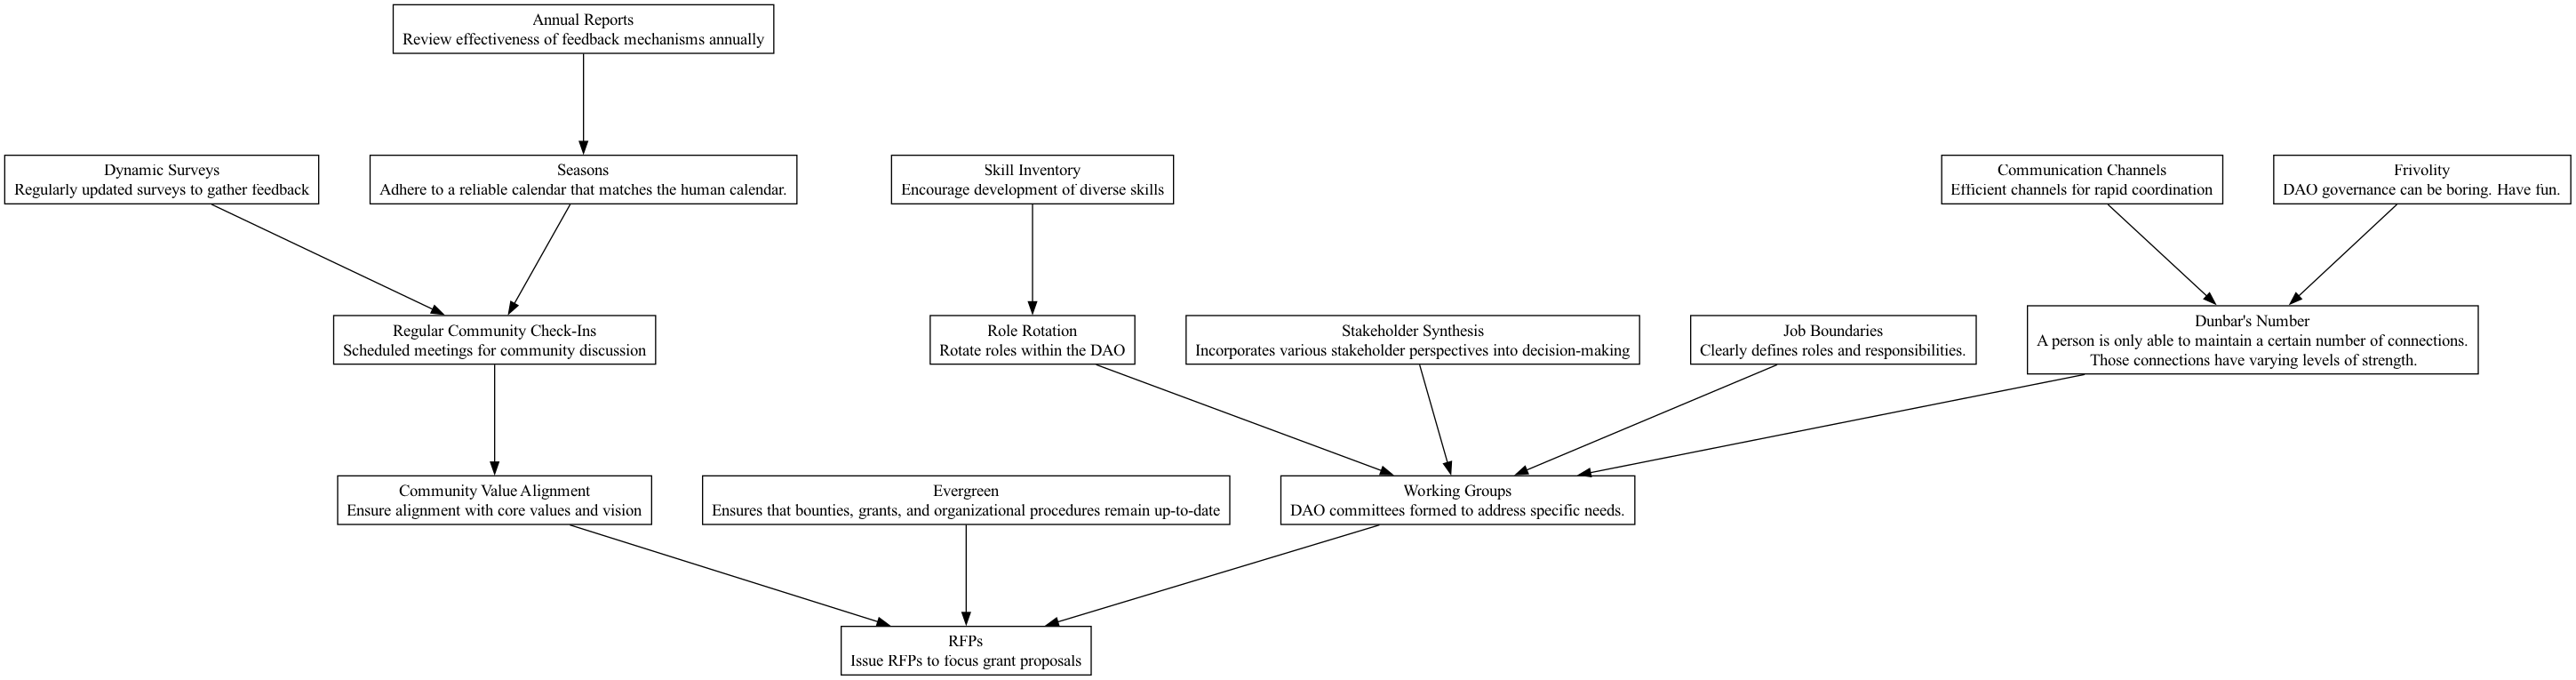 Annual Reports
Review effectiveness of feedback mechanisms annually
Dynamic Surveys
Regularly updated surveys to gather feedback
Seasons
Adhere to a reliable calendar that matches the human calendar.
Skill Inventory
Encourage development of diverse skills
Communication Channels
Efficient channels for rapid coordination
Frivolity
DAO governance can be boring. Have fun.
Regular Community Check-Ins
Scheduled meetings for community discussion
Role Rotation
Rotate roles within the DAO
Stakeholder Synthesis
Incorporates various stakeholder perspectives into decision-making
Job Boundaries
Clearly defines roles and responsibilities.
Dunbar's Number
A person is only able to maintain a certain number of connections.
Those connections have varying levels of strength.
Community Value Alignment
Ensure alignment with core values and vision
Evergreen
Ensures that bounties, grants, and organizational procedures remain up-to-date
Working Groups
DAO committees formed to address specific needs.
RFPs
Issue RFPs to focus grant proposals